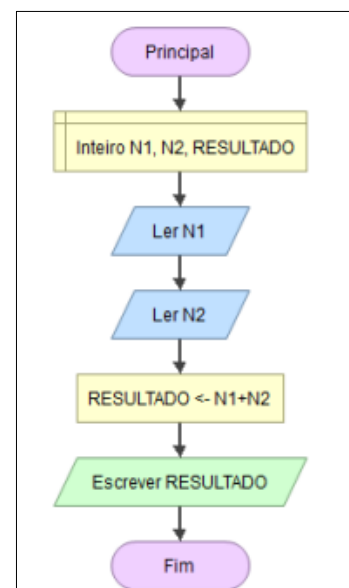 Principal
Inteiro N1, N2, RESULTADO
Ler N1
Ler N2
RESULTADO <- N1+N2
Escrever RESULTADO
Fim